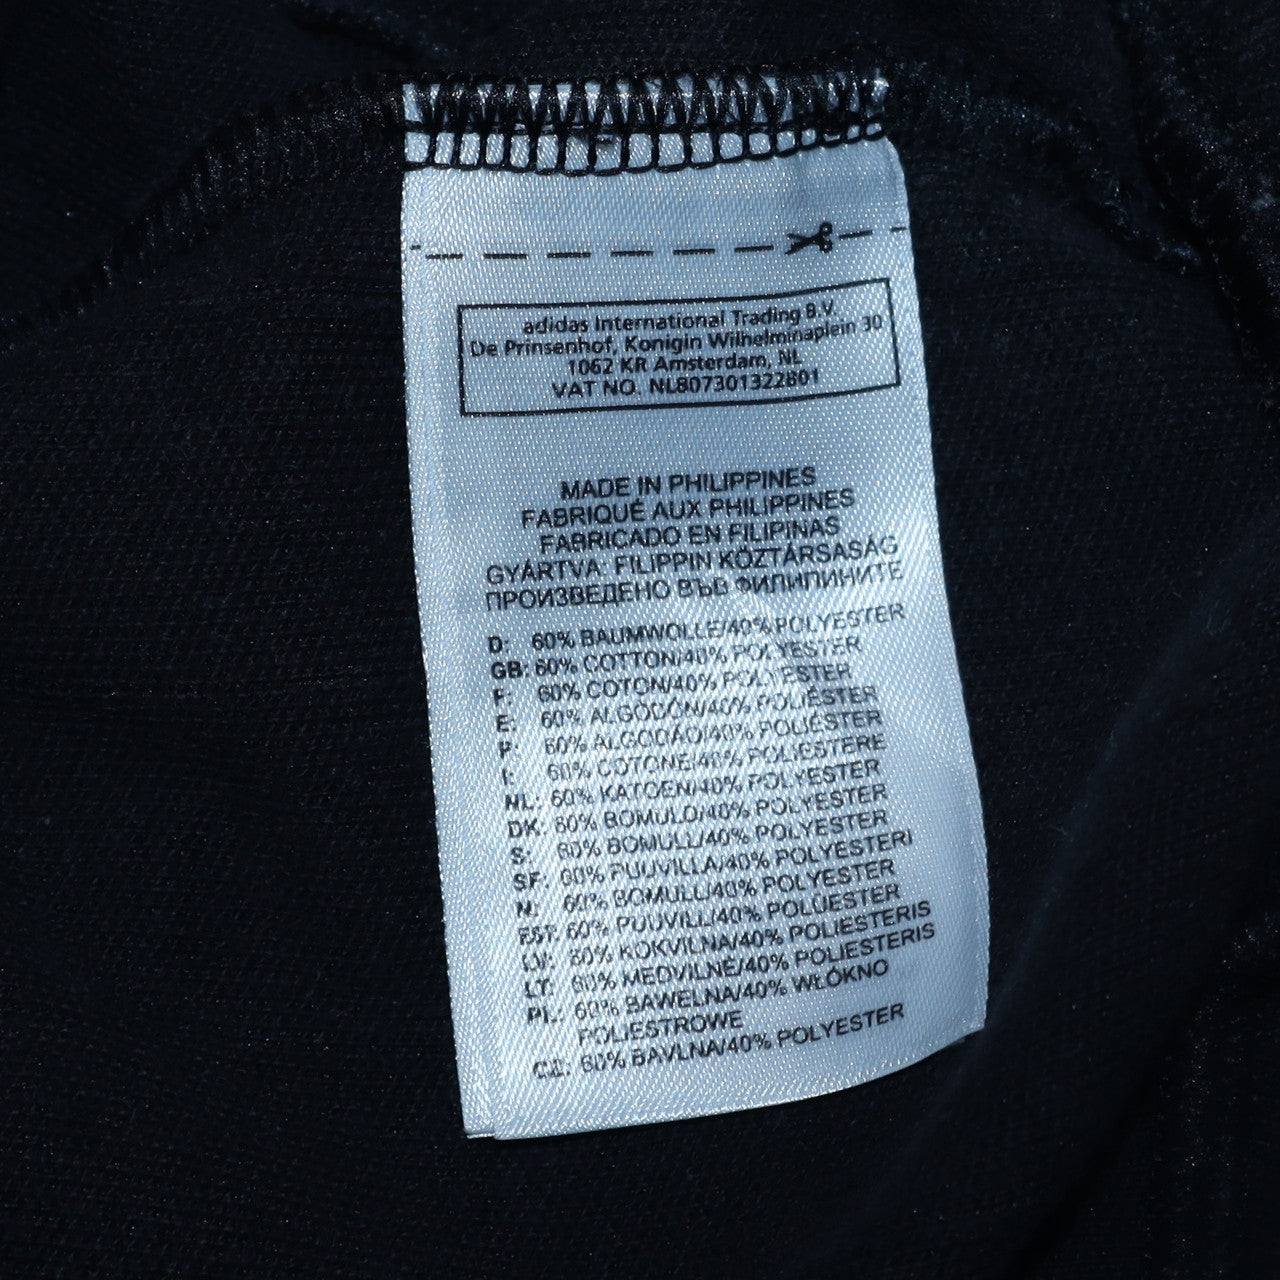 adidas International Trading B.V.
De Prinsenhof, Konigin Wilhelminaplein 30
1062 KR Amsterdam, NL
VAT NO. NL807301322B01
MADE IN PHILIPPINES
FABRIQUÉ AUX PHILIPPINES
FABRICADO EN FILIPINAS
GYÁRTVA: FILIPPIN KÖZTÁRSASÁG
ПРОИЗВЕДЕНО ВЪВ ФИЛИПИНИТЕ
D: 60% BAUMWOLLE/40% POLYESTER
GB: 60% COTTON/40% POLYESTER
F: 60% COTON/40% POLYESTER
E: 60% ALGODÓN/40% POLIÉSTER
P: 60% ALGODÃO/40% POLIÉSTER
I: 60% COTONE/40% POLIESTERE
NL: 60% KATOEN/40% POLYESTER
DK: 60% BOMULD/40% POLYESTER
S: 60% BOMULL/40% POLYESTER
SF: 60% PUUVILLA/40% POLYESTERI
N: 60% BOMULL/40% POLYESTER
EST: 60% PUUVILL/40% POLÜESTER
LV: 60% KOKVILNA/40% POLIESTERIS
LT: 60% MEDVILNĖ/40% POLIESTERIS
PL: 60% BAWEŁNA/40% WŁÓKNO
POLIESTROWE
CZ: 60% BAVLNA/40% POLYESTER